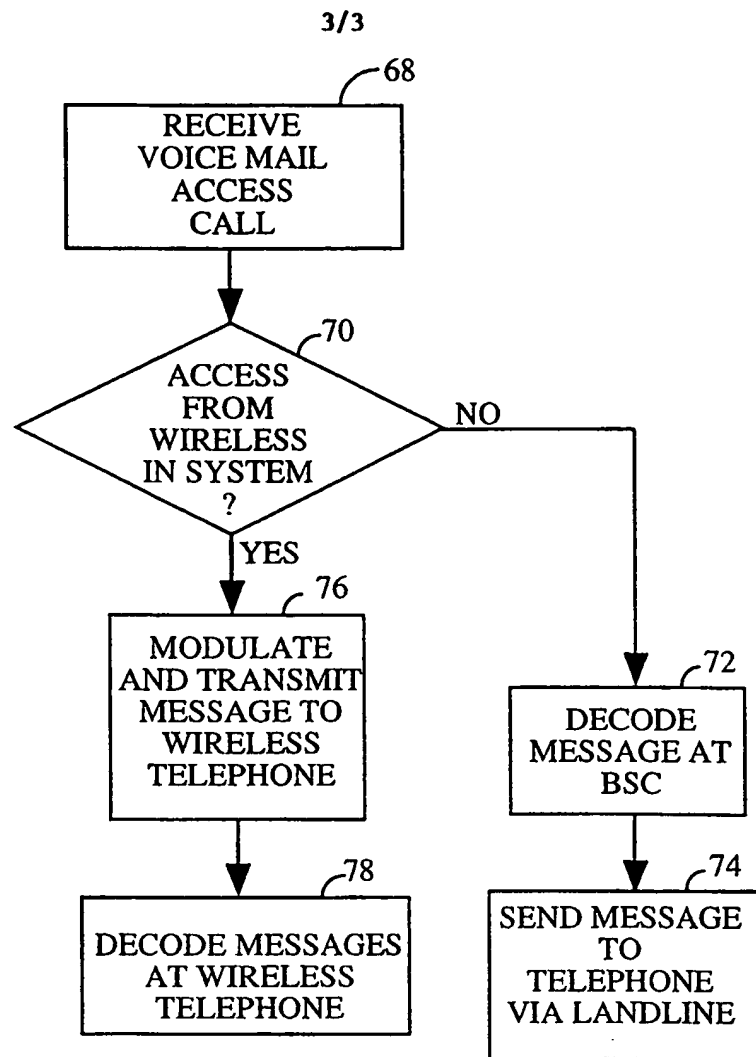 3/3
68
RECEIVE
VOICE MAIL
ACCESS
CALL
70
ACCESS
FROM
WIRELESS
IN SYSTEM
?
NO
YES
76
MODULATE
AND TRANSMIT
MESSAGE TO
WIRELESS
TELEPHONE
72
DECODE
MESSAGE AT
BSC
78
DECODE MESSAGES
AT WIRELESS
TELEPHONE
74
SEND MESSAGE
TO
TELEPHONE
VIA LANDLINE